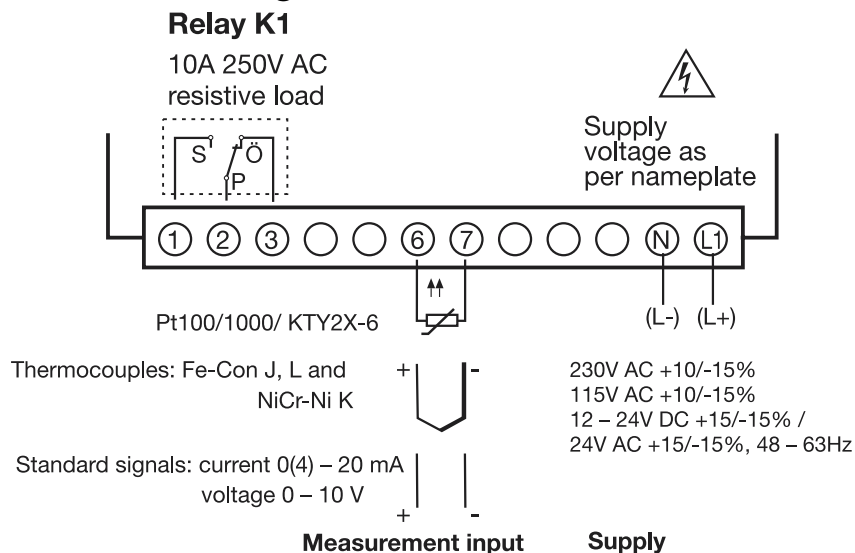 Relay K1
10A 250V AC
resistive load
Supply
voltage as
per nameplate
S Ö
P
1 2 3 6 7 N L1
(L-) (L+)
Pt100/1000/ KTY2X-6
Thermocouples: Fe-Con J, L and + -
NiCr-Ni K
230V AC +10/-15%
115V AC +10/-15%
12 – 24V DC +15/-15% /
24V AC +15/-15%, 48 – 63Hz
Standard signals: current 0(4) – 20 mA
voltage 0 – 10 V
+ -
Measurement input Supply